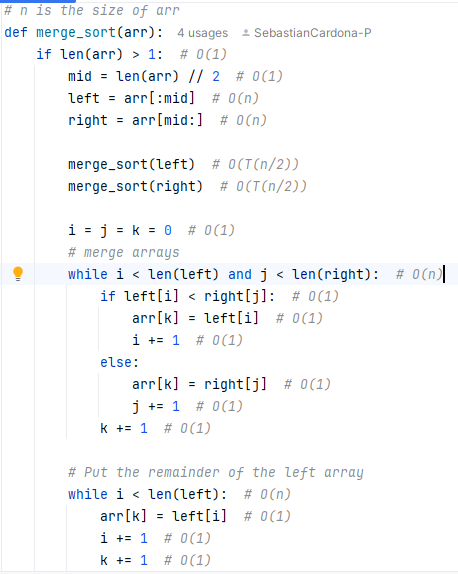 # n is the size of arr
def merge_sort(arr):  4 usages  SebastianCardona-P
    if len(arr) > 1:  # O(1)
        mid = len(arr) // 2  # O(1)
        left = arr[:mid]  # O(n)
        right = arr[mid:]  # O(n)

        merge_sort(left)  # O(T(n/2))
        merge_sort(right)  # O(T(n/2))

        i = j = k = 0  # O(1)
        # merge arrays
        while i < len(left) and j < len(right):  # O(n)
            if left[i] < right[j]:  # O(1)
                arr[k] = left[i]  # O(1)
                i += 1  # O(1)
            else:
                arr[k] = right[j]  # O(1)
                j += 1  # O(1)
            k += 1  # O(1)

        # Put the remainder of the left array
        while i < len(left):  # O(n)
            arr[k] = left[i]  # O(1)
            i += 1  # O(1)
            k += 1  # O(1)